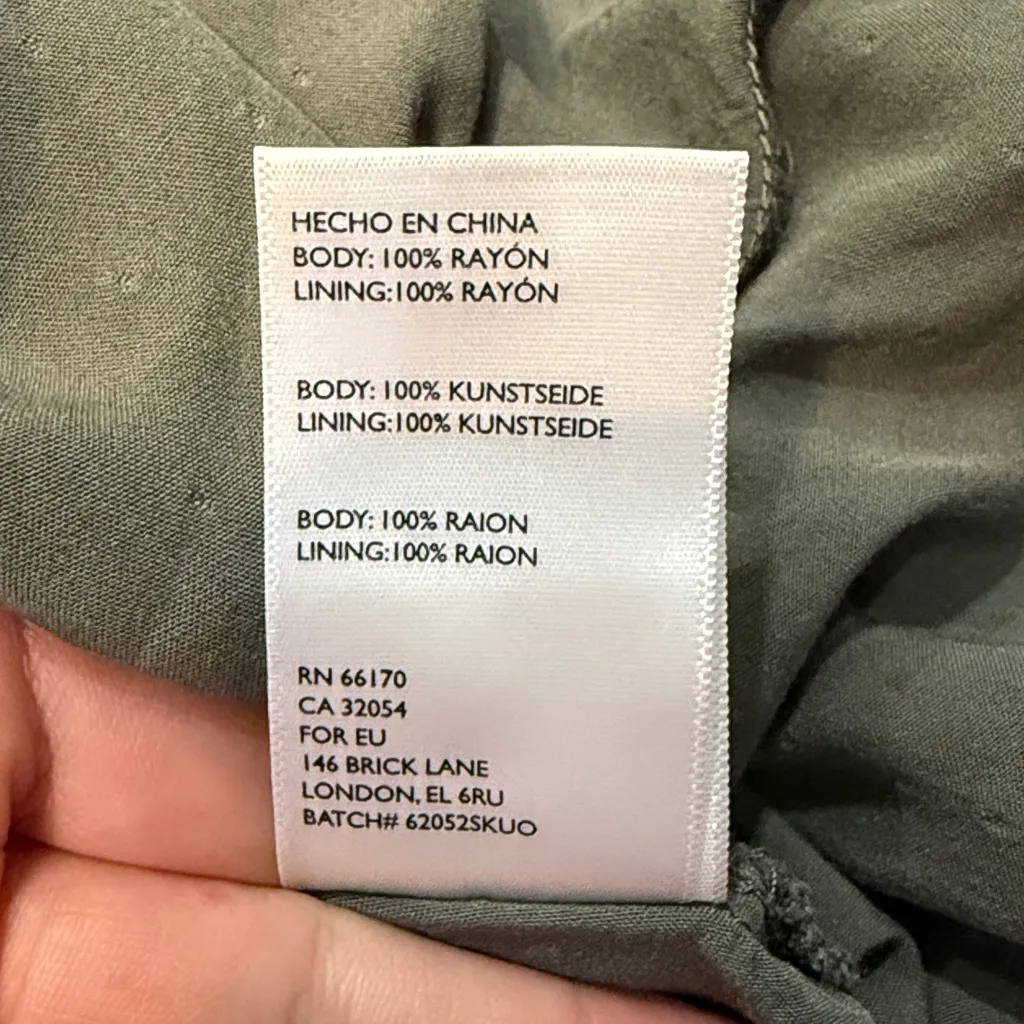 HECHO EN CHINA
BODY: 100% RAYÓN
LINING:100% RAYÓN
BODY: 100% KUNSTSEIDE
LINING:100% KUNSTSEIDE
BODY: 100% RAION
LINING:100% RAION
RN 66170
CA 32054
FOR EU
146 BRICK LANE
LONDON, EL 6RU
BATCH# 62052SKUO